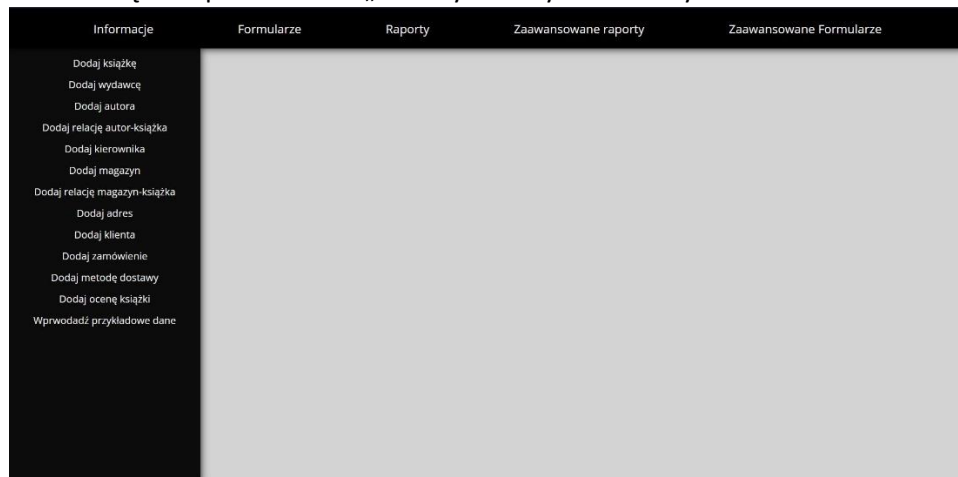 Informacje Formularze Raporty Zaawansowane raporty Zaawansowane Formularze
Dodaj książkę
Dodaj wydawcę
Dodaj autora
Dodaj relację autor-książka
Dodaj kierownika
Dodaj magazyn
Dodaj relację magazyn-książka
Dodaj adres
Dodaj klienta
Dodaj zamówienie
Dodaj metodę dostawy
Dodaj ocenę książki
Wprwodadź przykładowe dane